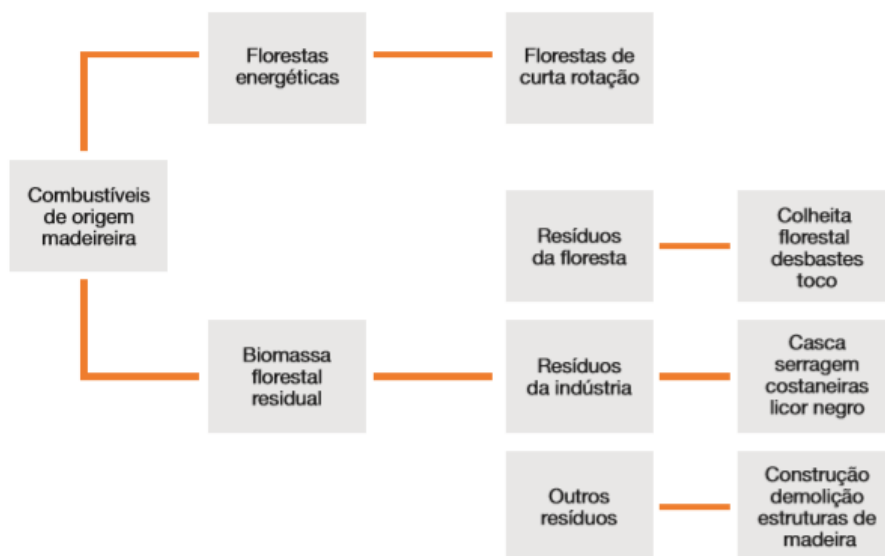 Florestas
energéticas
Florestas de
curta rotação
Combustíveis
de origem
madeireira
Resíduos
da floresta
Colheita
florestal
desbastes
toco
Biomassa
florestal
residual
Resíduos
da indústria
Casca
serragem
costaneiras
licor negro
Outros
resíduos
Construção
demolição
estruturas de
madeira